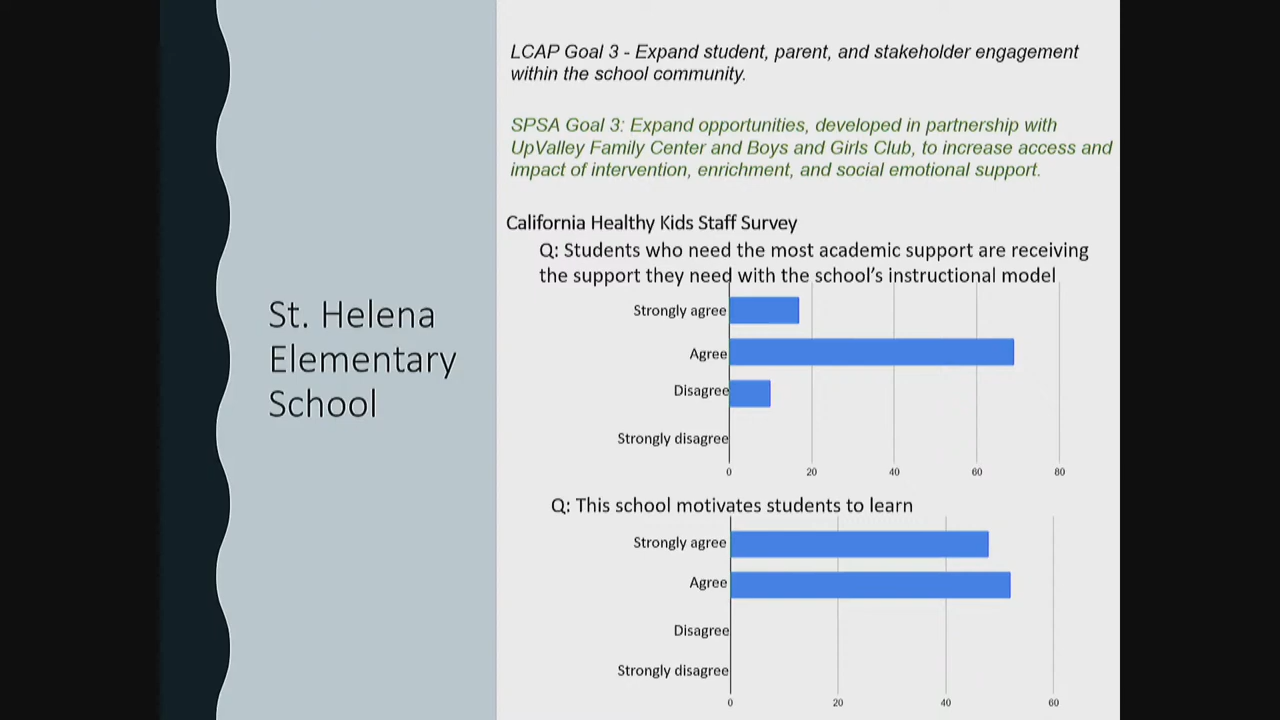 St. Helena
Elementary
School
LCAP Goal 3 - Expand student, parent, and stakeholder engagement
within the school community.
SPSA Goal 3: Expand opportunities, developed in partnership with
UpValley Family Center and Boys and Girls Club, to increase access and
impact of intervention, enrichment, and social emotional support.
California Healthy Kids Staff Survey
Q: Students who need the most academic support are receiving
the support they need with the school's instructional model
Strongly agree
Agree
Disagree
Strongly disagree
0 20 40 60 80
Q: This school motivates students to learn
Strongly agree
Agree
Disagree
Strongly disagree
0 20 40 60